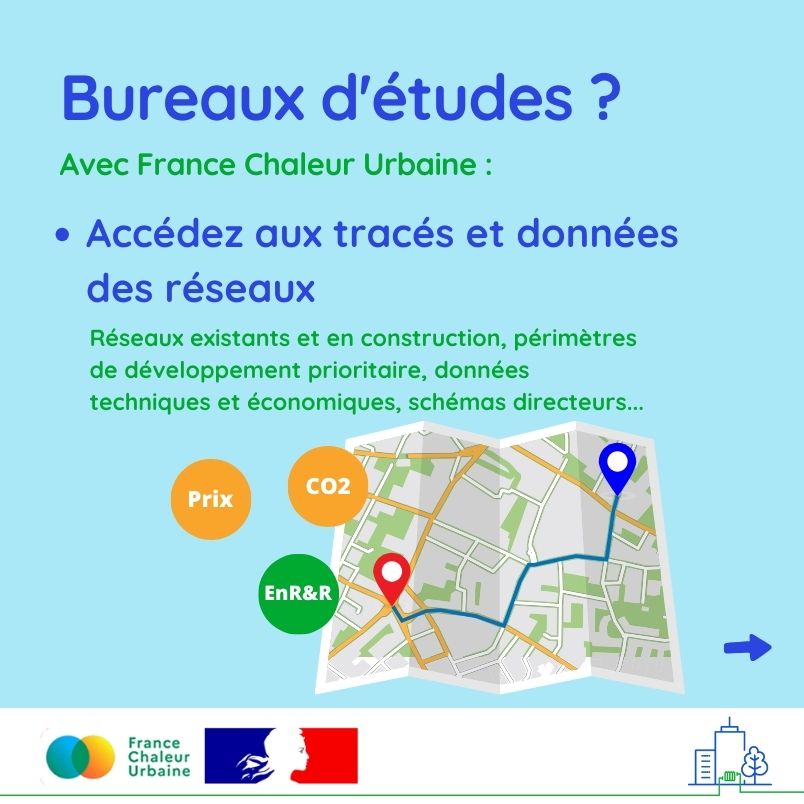 Bureaux d'études ?
Avec France Chaleur Urbaine :
• Accédez aux tracés et données
des réseaux
Réseaux existants et en construction, périmètres
de développement prioritaire, données
techniques et économiques, schémas directeurs...
Prix
CO2
EnR&R
France
Chaleur
Urbaine